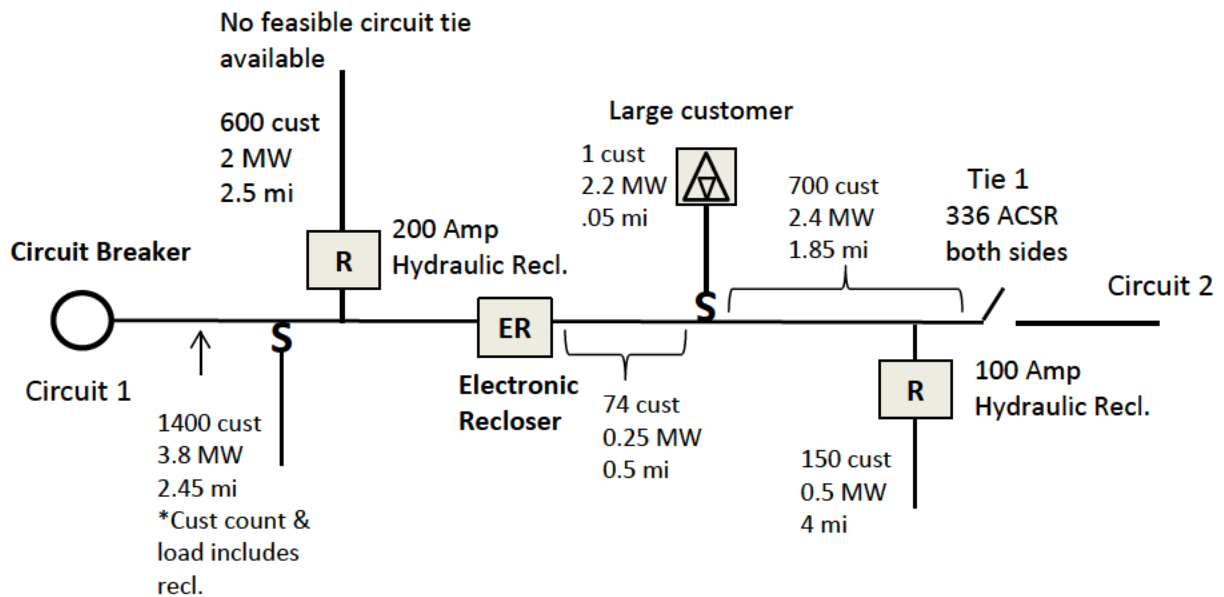 No feasible circuit tie
available
600 cust
2 MW
2.5 mi
Large customer
1 cust
2.2 MW
.05 mi
700 cust
2.4 MW
1.85 mi
Tie 1
336 ACSR
both sides
Circuit Breaker
R
200 Amp
Hydraulic Recl.
Circuit 2
S
ER
S
Circuit 1
Electronic
Recloser
74 cust
0.25 MW
0.5 mi
R
100 Amp
Hydraulic Recl.
1400 cust
3.8 MW
2.45 mi
*Cust count &
load includes
recl.
150 cust
0.5 MW
4 mi